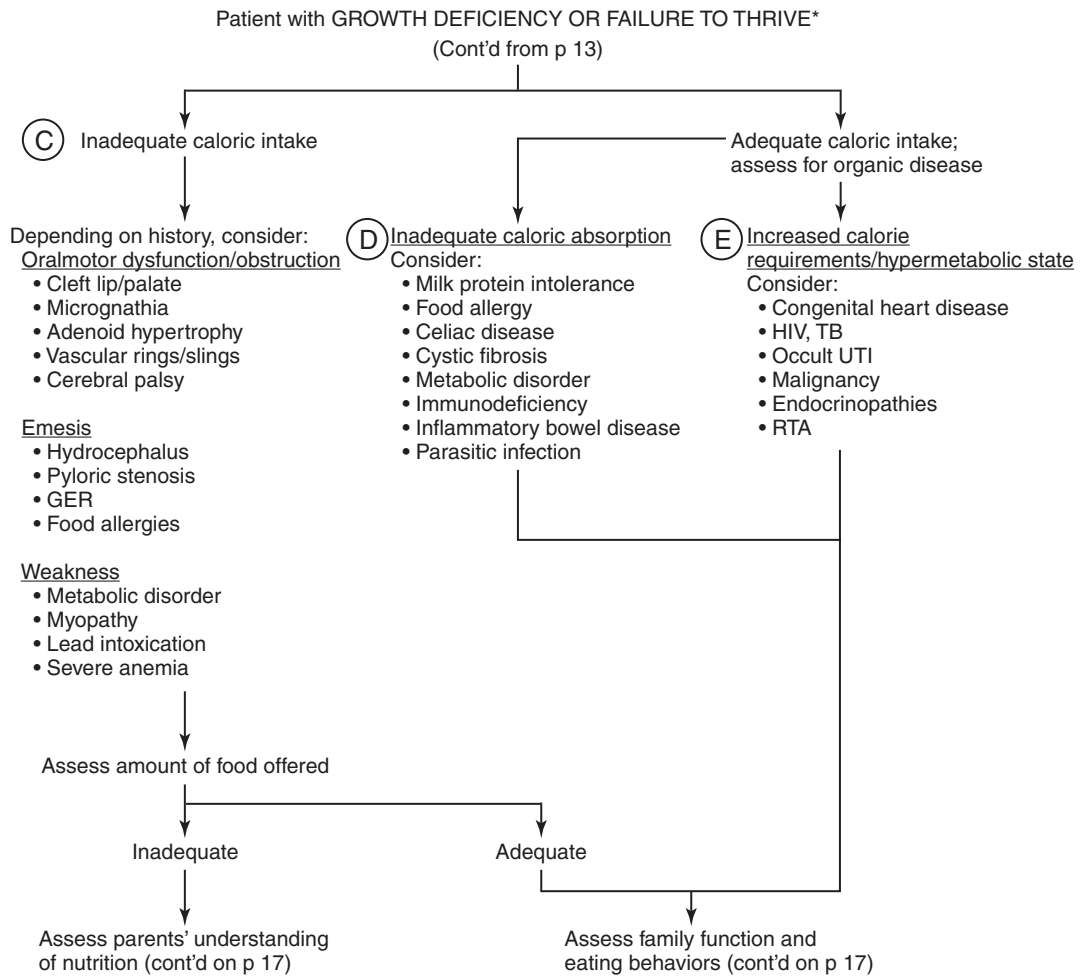 Patient with GROWTH DEFICIENCY OR FAILURE TO THRIVE*
(Cont'd from p 13)
C
Inadequate caloric intake
Adequate caloric intake;
assess for organic disease
Depending on history, consider:
Oralmotor dysfunction/obstruction
• Cleft lip/palate
• Micrognathia
• Adenoid hypertrophy
• Vascular rings/slings
• Cerebral palsy
Emesis
• Hydrocephalus
• Pyloric stenosis
• GER
• Food allergies
Weakness
• Metabolic disorder
• Myopathy
• Lead intoxication
• Severe anemia
D
Inadequate caloric absorption
Consider:
• Milk protein intolerance
• Food allergy
• Celiac disease
• Cystic fibrosis
• Metabolic disorder
• Immunodeficiency
• Inflammatory bowel disease
• Parasitic infection
E
Increased calorie
requirements/hypermetabolic state
Consider:
• Congenital heart disease
• HIV, TB
• Occult UTI
• Malignancy
• Endocrinopathies
• RTA
Assess amount of food offered
Inadequate
Adequate
Assess parents' understanding
of nutrition (cont'd on p 17)
Assess family function and
eating behaviors (cont'd on p 17)